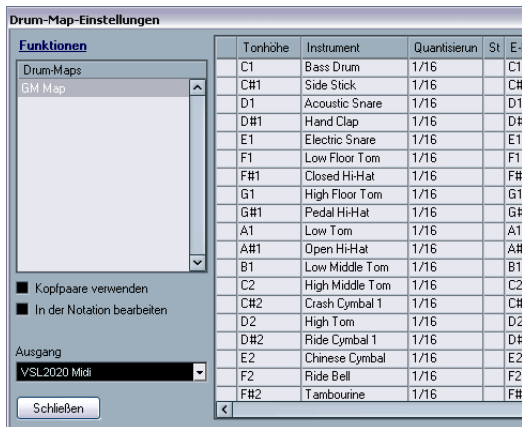 Drum-Map-Einstellungen
Funktionen
Drum-Maps
GM Map
Kopfpaare verwenden
In der Notation bearbeiten
Ausgang
VSL2020 Midi
Schließen
Tonhöhe Instrument Quantisierun St E-
C1 Bass Drum 1/16 C1
C#1 Side Stick 1/16 C#
D1 Acoustic Snare 1/16 D1
D#1 Hand Clap 1/16 D#
E1 Electric Snare 1/16 E1
F1 Low Floor Tom 1/16 F1
F#1 Closed Hi-Hat 1/16 F#
G1 High Floor Tom 1/16 G1
G#1 Pedal Hi-Hat 1/16 G#
A1 Low Tom 1/16 A1
A#1 Open Hi-Hat 1/16 A#
B1 Low Middle Tom 1/16 B1
C2 High Middle Tom 1/16 C2
C#2 Crash Cymbal 1 1/16 C#
D2 High Tom 1/16 D2
D#2 Ride Cymbal 1 1/16 D#
E2 Chinese Cymbal 1/16 E2
F2 Ride Bell 1/16 F2
F#2 Tambourine 1/16 F#